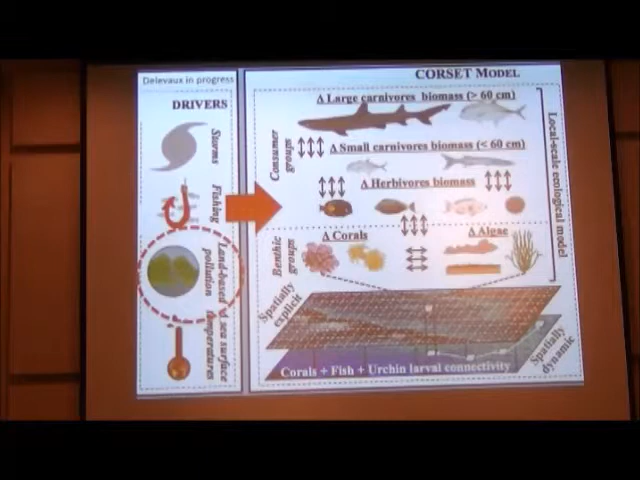 Delevaux in progress
DRIVERS
Storms
Fishing
Land-based
pollution
sea surface
temperatures
CORSET MODEL
Δ Large carnivores biomass (> 60 cm)
Consumer
groups
Δ Small carnivores biomass (< 60 cm)
Δ Herbivores biomass
Local-scale ecological model
Benthic
groups
Δ Corals
Δ Algae
Spatially
explicit
Spatially
dynamic
Corals + Fish + Urchin larval connectivity